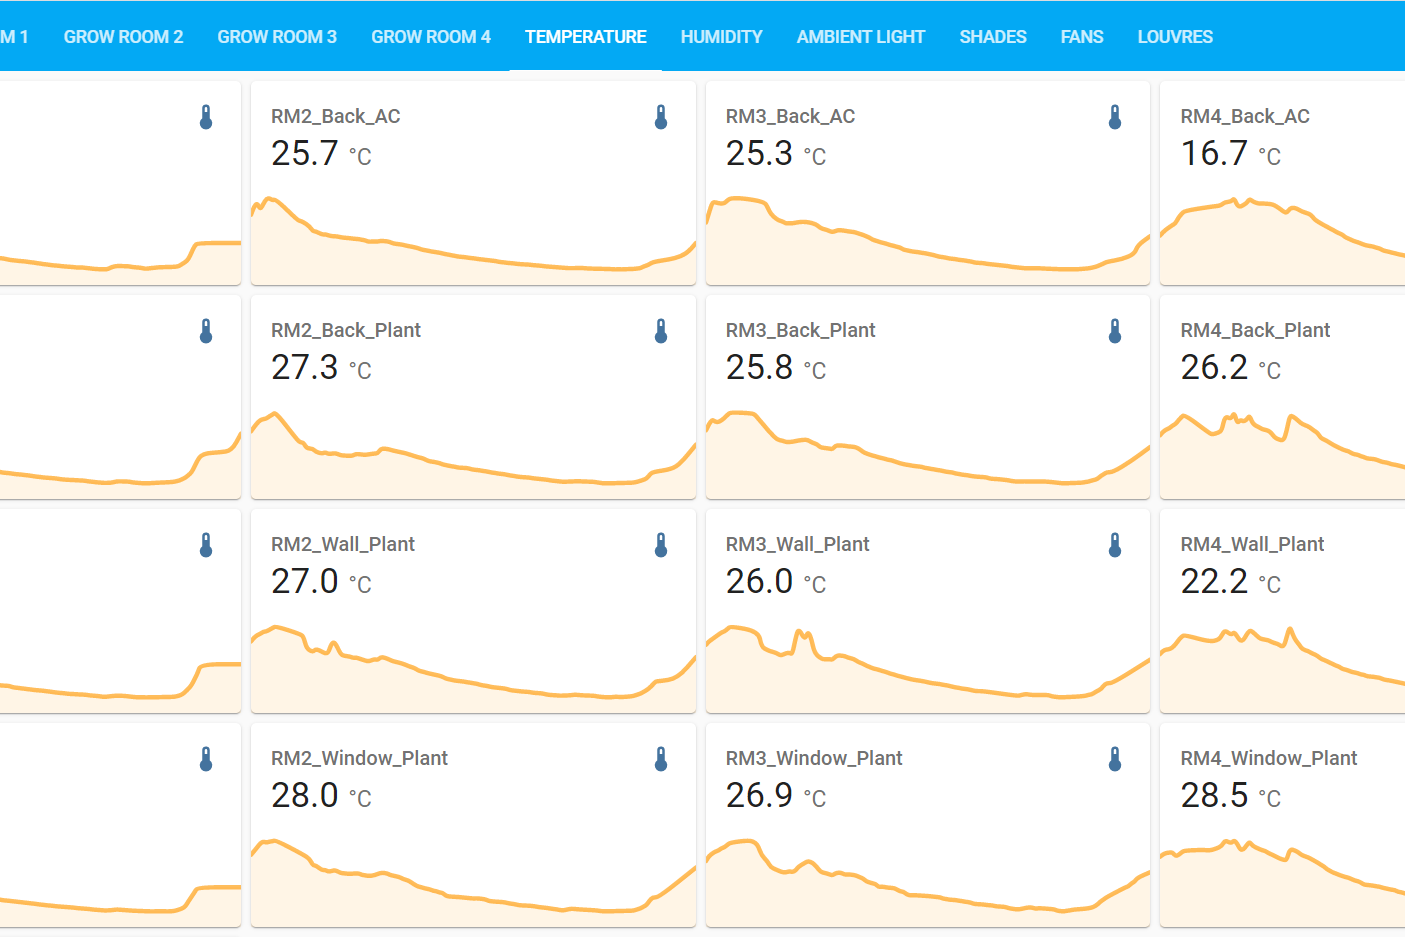 M 1 GROW ROOM 2 GROW ROOM 3 GROW ROOM 4 TEMPERATURE HUMIDITY AMBIENT LIGHT SHADES FANS LOUVRES
RM2_Back_AC RM3_Back_AC RM4_Back_AC
25.7 °C 25.3 °C 16.7 °C
RM2_Back_Plant RM3_Back_Plant RM4_Back_Plant
27.3 °C 25.8 °C 26.2 °C
RM2_Wall_Plant RM3_Wall_Plant RM4_Wall_Plant
27.0 °C 26.0 °C 22.2 °C
RM2_Window_Plant RM3_Window_Plant RM4_Window_Plant
28.0 °C 26.9 °C 28.5 °C